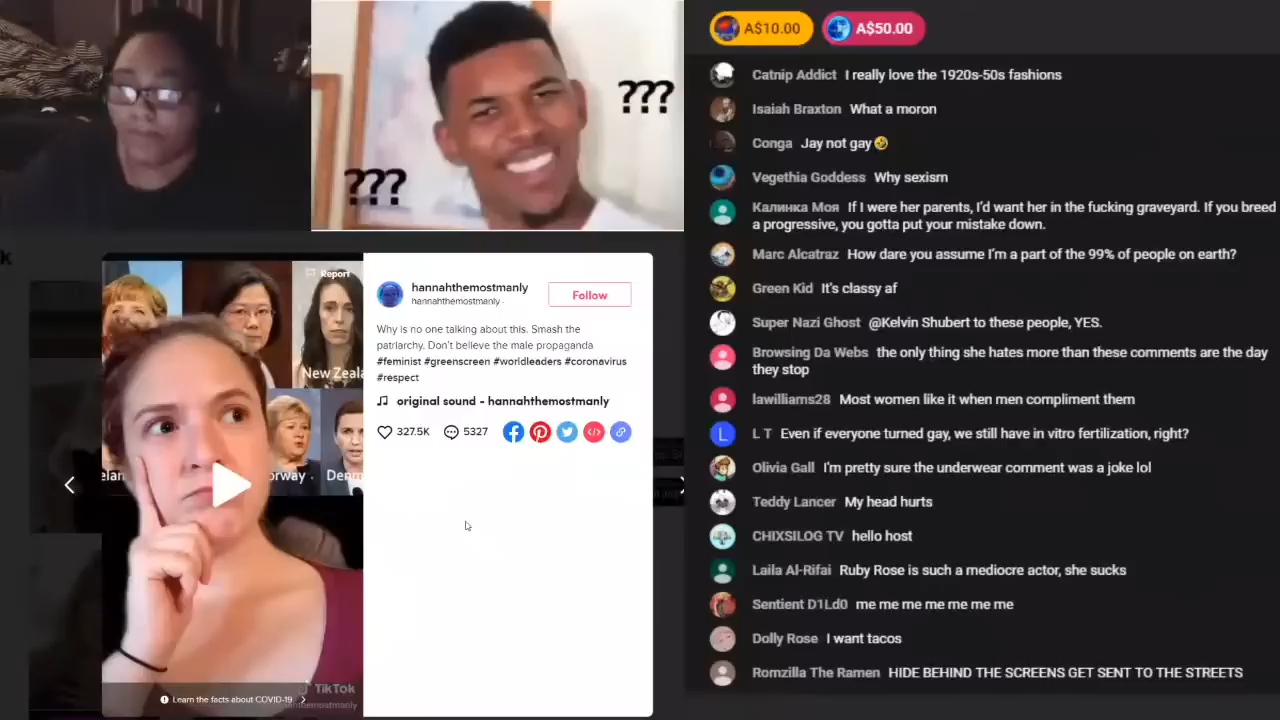 ???
???
k
Report
New Zeala
elan
orway
Denm
Learn the facts about COVID-19
TikTok
hannahthemostmanly
hannahthemostmanly
Follow
Why is no one talking about this. Smash the
patriarchy. Don't believe the male propaganda
#feminist #greenscreen #worldleaders #coronavirus
#respect
original sound - hannahthemostmanly
327.5K
5327
A$10.00
A$50.00
Catnip Addict I really love the 1920s-50s fashions
Isaiah Braxton What a moron
Conga Jay not gay🤣
Vegethia Goddess Why sexism
Калинка Моя If I were her parents, I'd want her in the fucking graveyard. If you breed
a progressive, you gotta put your mistake down.
Marc Alcatraz How dare you assume I'm a part of the 99% of people on earth?
Green Kid It's classy af
Super Nazi Ghost @Kelvin Shubert to these people, YES.
Browsing Da Webs the only thing she hates more than these comments are the day
they stop
lawilliams28 Most women like it when men compliment them
L
L T Even if everyone turned gay, we still have in vitro fertilization, right?
Olivia Gall I'm pretty sure the underwear comment was a joke lol
Teddy Lancer My head hurts
CHIXSILOG TV hello host
Laila Al-Rifai Ruby Rose is such a mediocre actor, she sucks
Sentient D1Ld0 me me me me me me me
Dolly Rose I want tacos
Romzilla The Ramen HIDE BEHIND THE SCREENS GET SENT TO THE STREETS